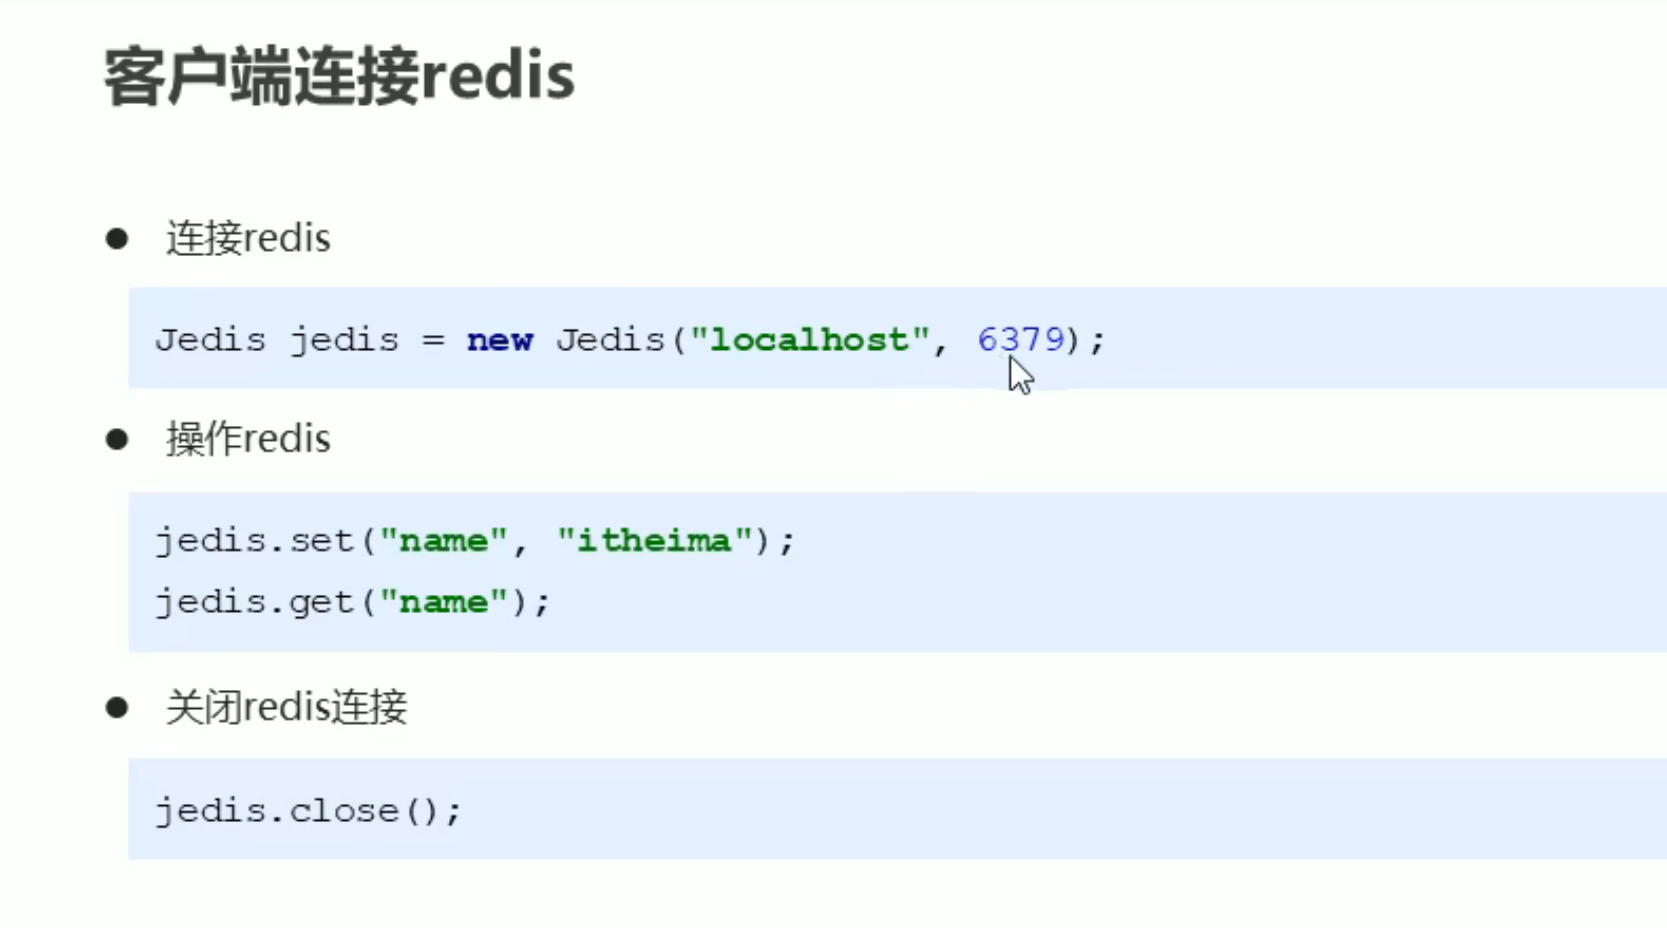 客户端连接redis
连接redis
Jedis jedis = new Jedis("localhost", 6379);
操作redis
jedis.set("name", "itheima");
jedis.get("name");
关闭redis连接
jedis.close();